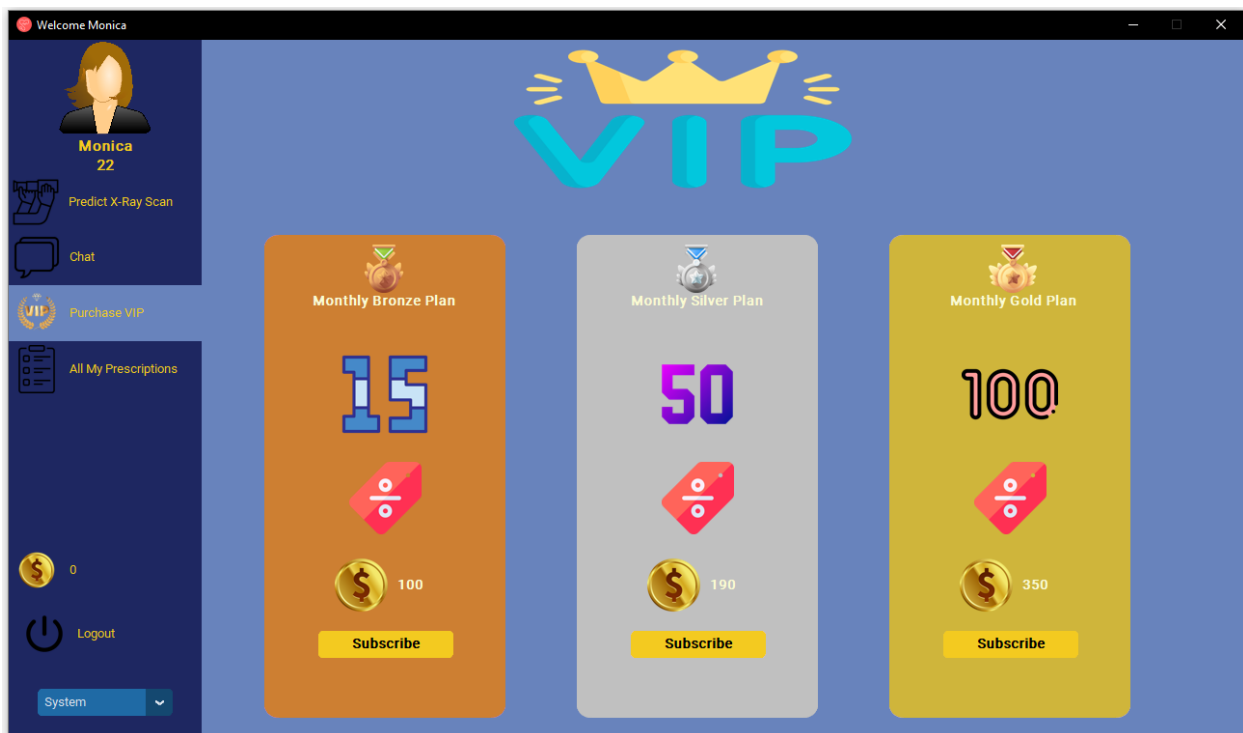 Welcome Monica
Monica
22
Predict X-Ray Scan
Chat
VIP
Purchase VIP
All My Prescriptions
$ 0
Logout
System
VIP
Monthly Bronze Plan
15
$ 100
Subscribe
Monthly Silver Plan
50
$ 190
Subscribe
Monthly Gold Plan
100
$ 350
Subscribe